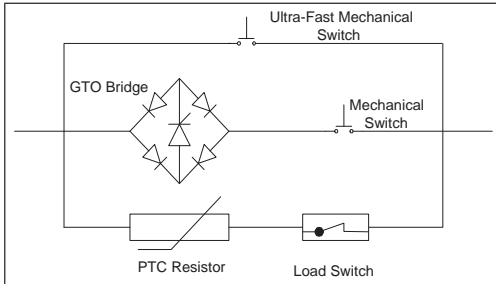 Ultra-Fast Mechanical
Switch
GTO Bridge
Mechanical
Switch
PTC Resistor
Load Switch